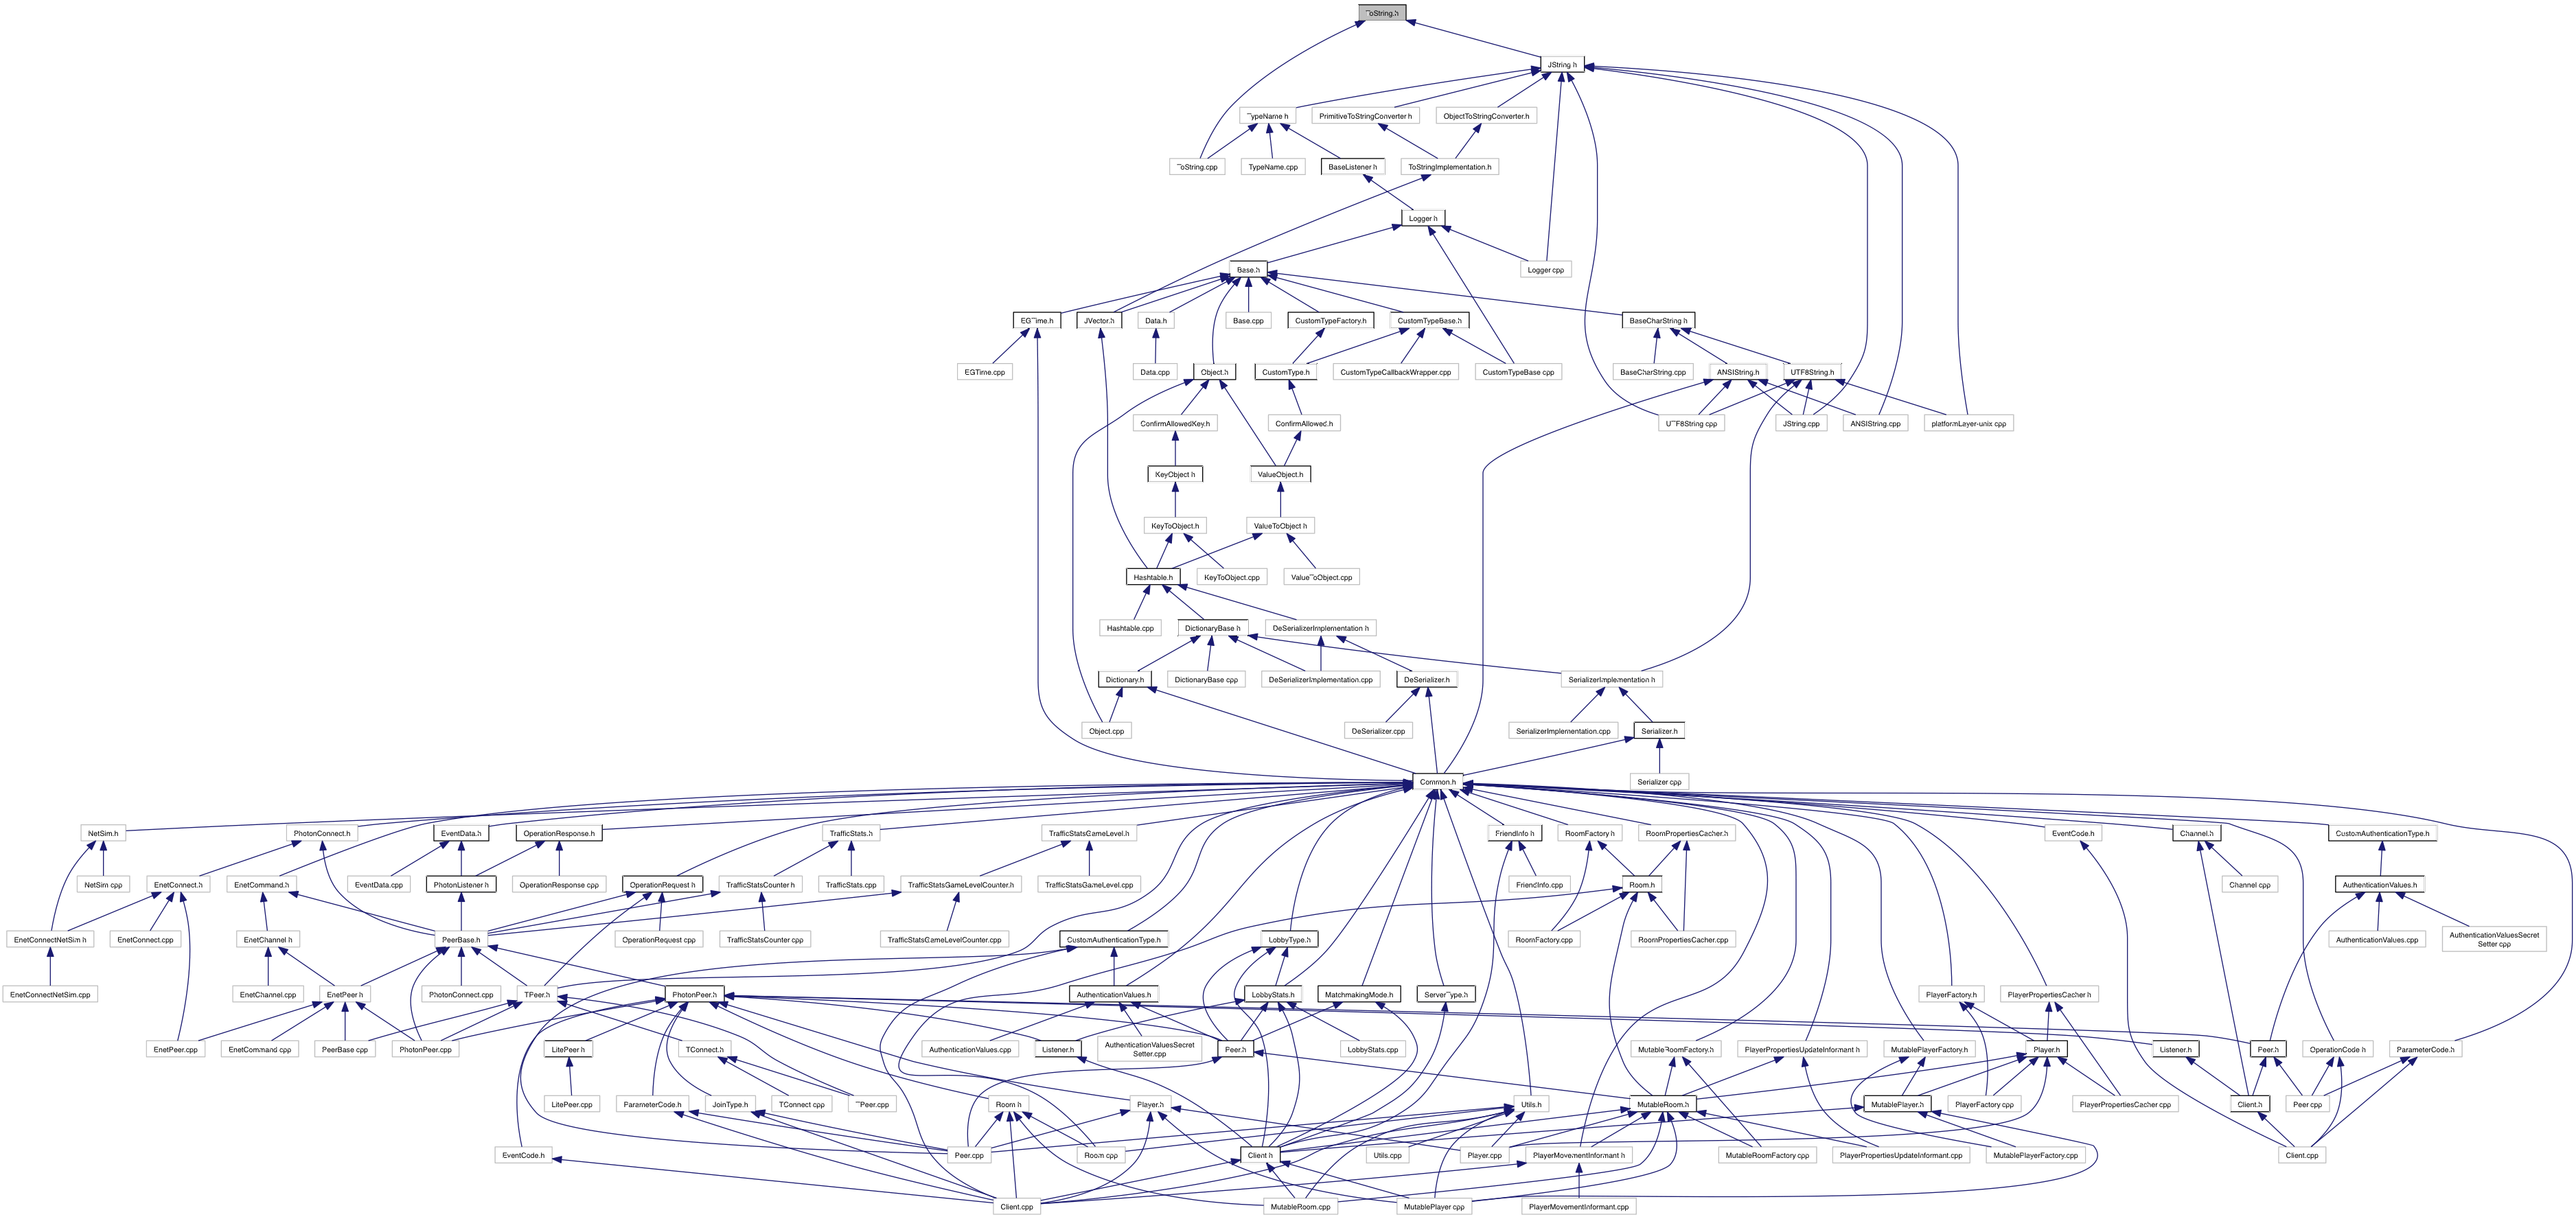 ToString.h
JString.h
TypeName.h
PrimitiveToStringConverter.h
ObjectToStringConverter.h
ToString.cpp
TypeName.cpp
BaseListener.h
ToStringImplementation.h
Logger.h
Base.h
Logger.cpp
EGTime.h
JVector.h
Data.h
Base.cpp
CustomTypeFactory.h
CustomTypeBase.h
BaseCharString.h
EGTime.cpp
Data.cpp
Object.h
CustomType.h
CustomTypeCallbackWrapper.cpp
CustomTypeBase.cpp
BaseCharString.cpp
ANSIString.h
UTF8String.h
ConfirmAllowedKey.h
ConfirmAllowed.h
UTF8String.cpp
JString.cpp
ANSIString.cpp
platformLayer-unix.cpp
KeyObject.h
ValueObject.h
KeyToObject.h
ValueToObject.h
Hashtable.h
KeyToObject.cpp
ValueToObject.cpp
Hashtable.cpp
DictionaryBase.h
DeSerializerImplementation.h
Dictionary.h
DictionaryBase.cpp
DeSerializerImplementation.cpp
DeSerializer.h
SerializerImplementation.h
Object.cpp
DeSerializer.cpp
SerializerImplementation.cpp
Serializer.h
Common.h
Serializer.cpp
NetSim.h
PhotonConnect.h
EventData.h
OperationResponse.h
TrafficStats.h
TrafficStatsGameLevel.h
FriendInfo.h
RoomFactory.h
RoomPropertiesCacher.h
EventCode.h
Channel.h
CustomAuthenticationType.h
NetSim.cpp
EnetConnect.h
EnetCommand.h
EventData.cpp
PhotonListener.h
OperationResponse.cpp
OperationRequest.h
TrafficStatsCounter.h
TrafficStats.cpp
TrafficStatsGameLevelCounter.h
TrafficStatsGameLevel.cpp
FriendInfo.cpp
Room.h
Channel.cpp
AuthenticationValues.h
EnetConnectNetSim.h
EnetConnect.cpp
EnetChannel.h
PeerBase.h
OperationRequest.cpp
TrafficStatsCounter.cpp
TrafficStatsGameLevelCounter.cpp
CustomAuthenticationType.h
LobbyType.h
RoomFactory.cpp
RoomPropertiesCacher.cpp
AuthenticationValues.cpp
AuthenticationValuesSecret
Setter.cpp
EnetConnectNetSim.cpp
EnetChannel.cpp
EnetPeer.h
PhotonConnect.cpp
TPeer.h
PhotonPeer.h
AuthenticationValues.h
LobbyStats.h
MatchmakingMode.h
ServerType.h
PlayerFactory.h
PlayerPropertiesCacher.h
EnetPeer.cpp
EnetCommand.cpp
PeerBase.cpp
PhotonPeer.cpp
LitePeer.h
TConnect.h
AuthenticationValues.cpp
Listener.h
AuthenticationValuesSecret
Setter.cpp
Peer.h
LobbyStats.cpp
MutableRoomFactory.h
PlayerPropertiesUpdateInformant.h
MutablePlayerFactory.h
Player.h
Listener.h
Peer.h
OperationCode.h
ParameterCode.h
LitePeer.cpp
ParameterCode.h
JoinType.h
TConnect.cpp
TPeer.cpp
Room.h
Player.h
Utils.h
MutableRoom.h
MutablePlayer.h
PlayerFactory.cpp
PlayerPropertiesCacher.cpp
Client.h
Peer.cpp
EventCode.h
Peer.cpp
Room.cpp
Client.h
Utils.cpp
Player.cpp
PlayerMovementInformant.h
MutableRoomFactory.cpp
PlayerPropertiesUpdateInformant.cpp
MutablePlayerFactory.cpp
Client.cpp
Client.cpp
MutableRoom.cpp
MutablePlayer.cpp
PlayerMovementInformant.cpp